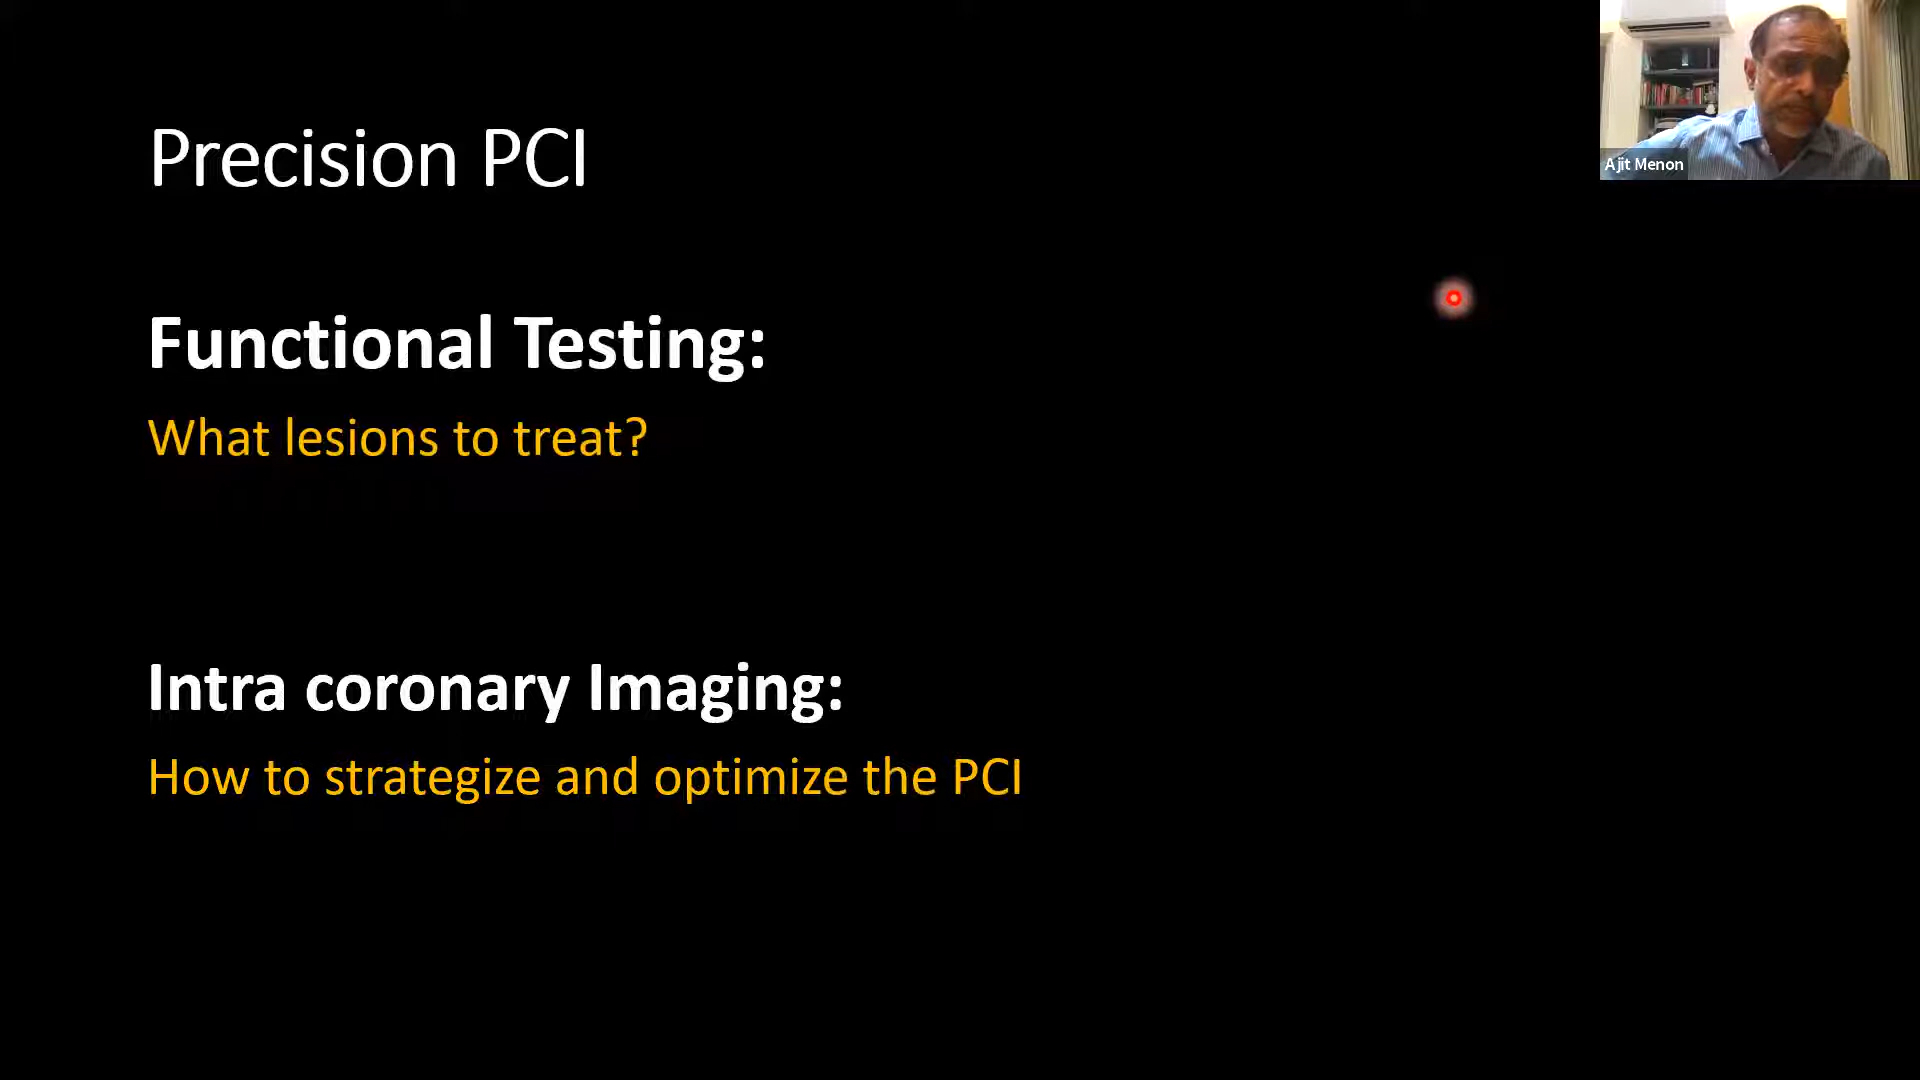 Precision PCI
Ajit Menon
Functional Testing:
What lesions to treat?
Intra coronary Imaging:
How to strategize and optimize the PCI